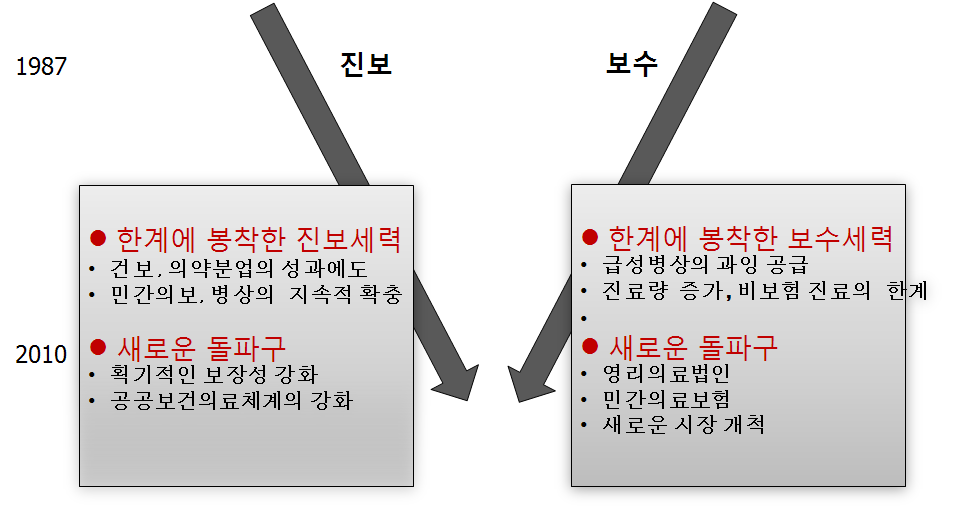 1987
진보
보수
● 한계에 봉착한 진보세력
• 건보, 의약분업의 성과에도
• 민간의보, 병상의 지속적 확충
● 새로운 돌파구
• 획기적인 보장성 강화
• 공공보건의료체계의 강화
● 한계에 봉착한 보수세력
• 급성병상의 과잉 공급
• 진료량 증가, 비보험 진료의 한계
•
● 새로운 돌파구
• 영리의료법인
• 민간의료보험
• 새로운 시장 개척
2010